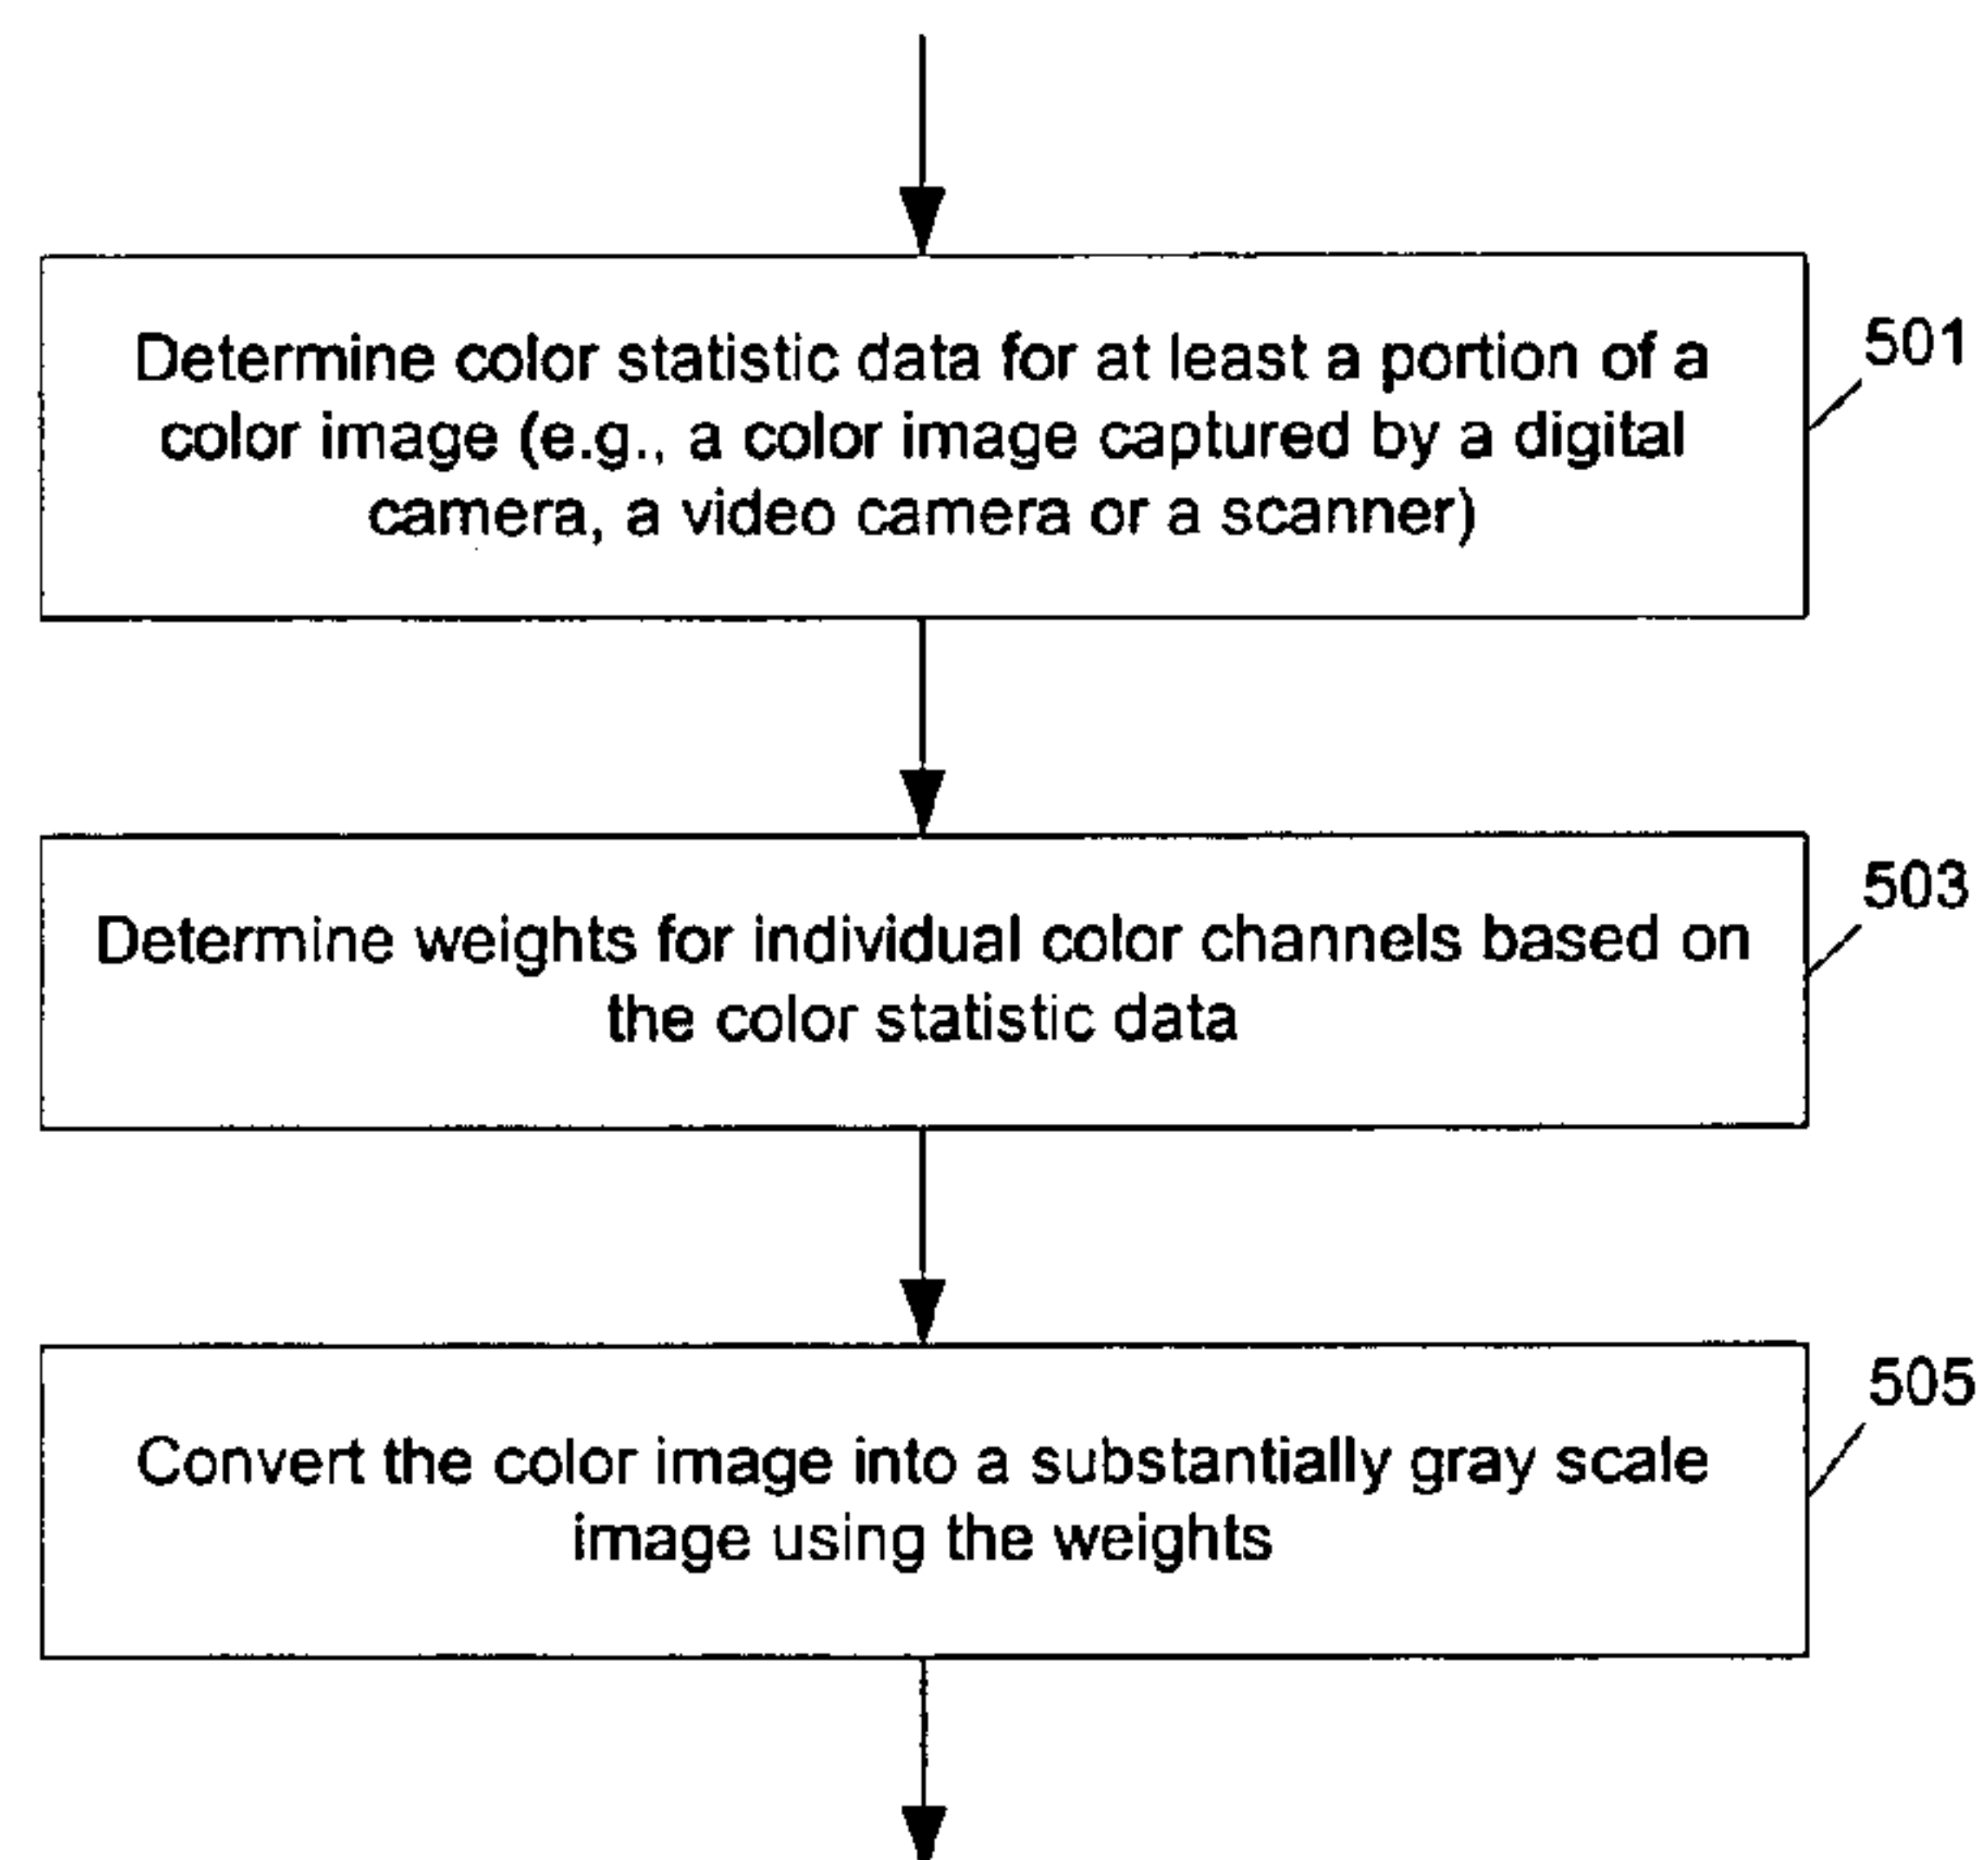 Determine color statistic data for at least a portion of a
color image (e.g., a color image captured by a digital
camera, a video camera or a scanner)
501
Determine weights for individual color channels based on
the color statistic data
503
Convert the color image into a substantially gray scale
image using the weights
505